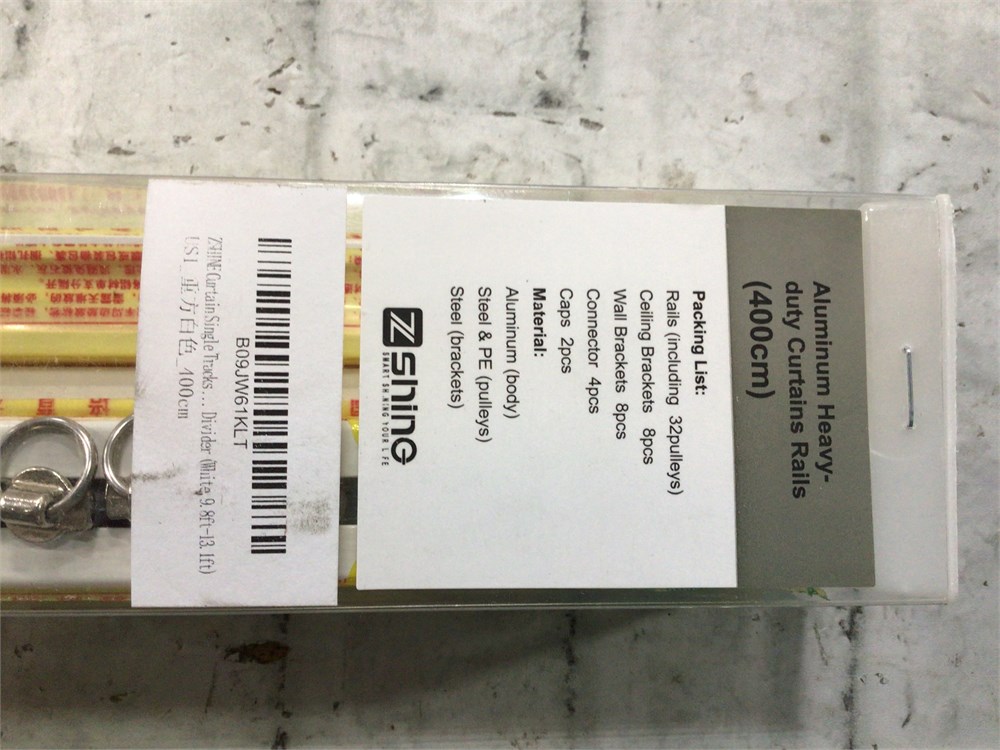 Aluminum Heavy-
duty Curtains Rails
(400cm)
Packing List:
Rails (including 32pulleys)
Ceiling Brackets 8pcs
Wall Brackets 8pcs
Connector 4pcs
Caps 2pcs
Material:
Aluminum (body)
Steel & PE (pulleys)
Steel (brackets)
Zshing
SMART SHINING YOUR LIFE
B09JW61KLT
ZSHINE Curtain Single Tracks... Divider (White 9.8ft-13.1ft)
US1_重方白色_400cm